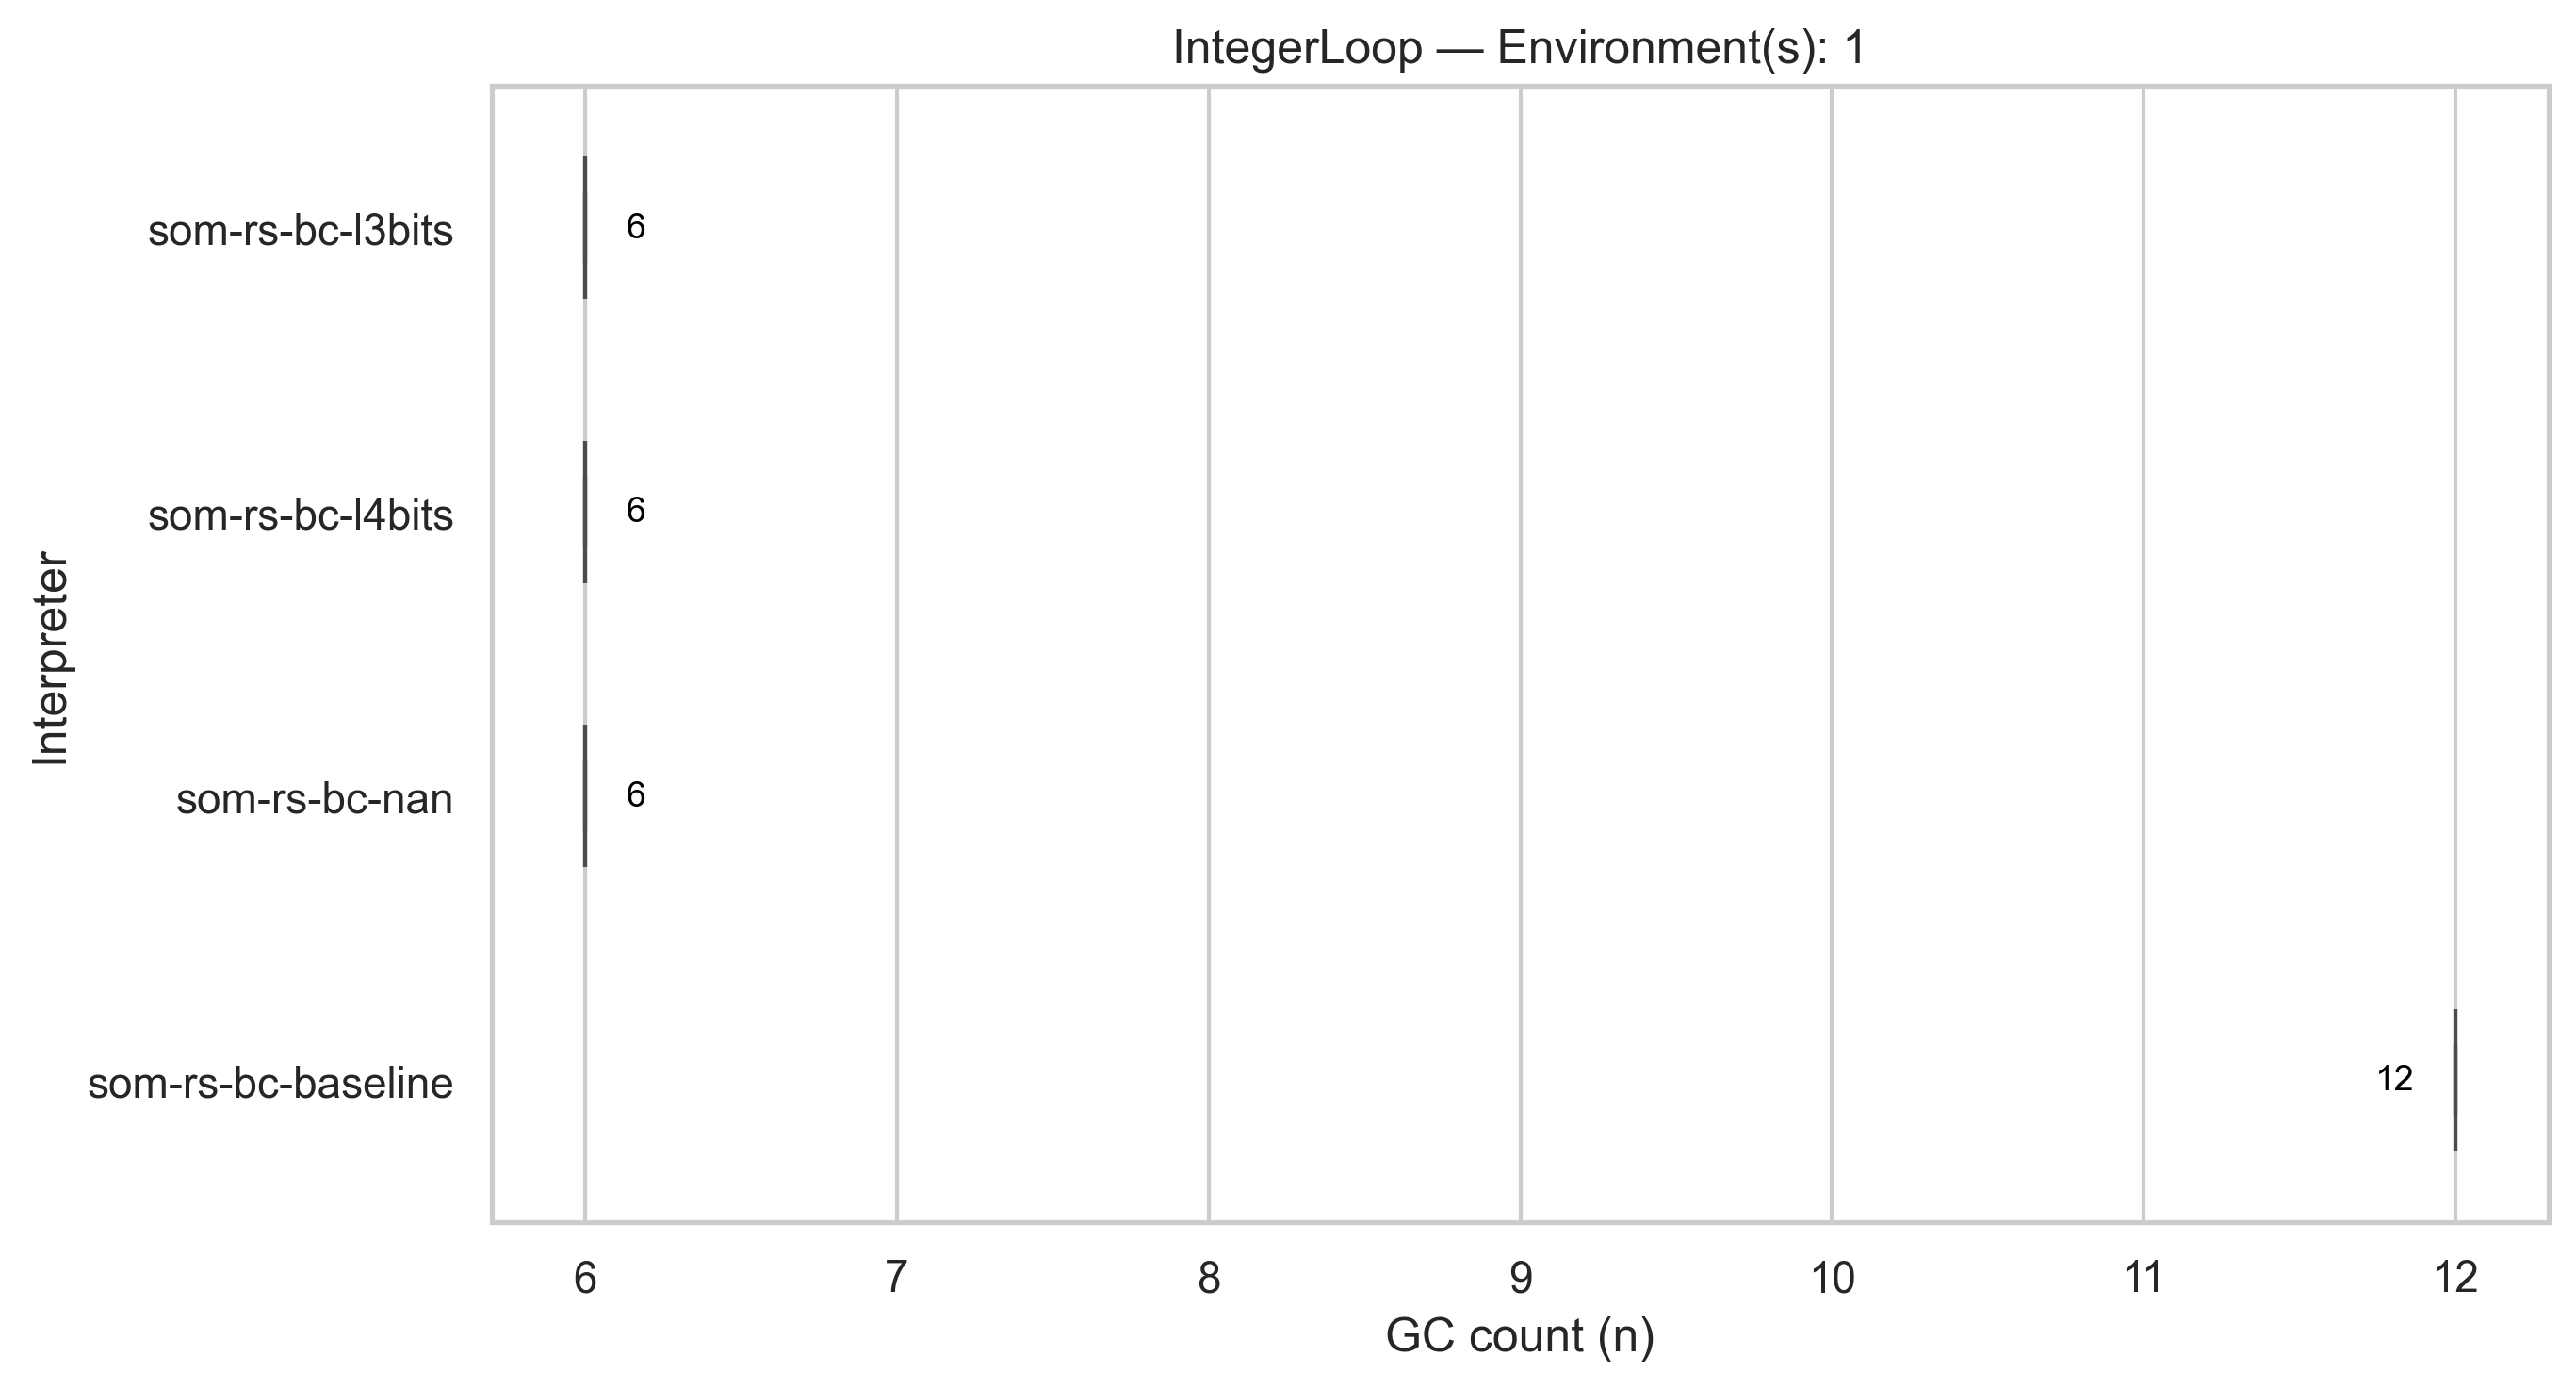 IntegerLoop — Environment(s): 1
Interpreter
som-rs-bc-l3bits
6
som-rs-bc-l4bits
6
som-rs-bc-nan
6
som-rs-bc-baseline
12
6 7 8 9 10 11 12
GC count (n)